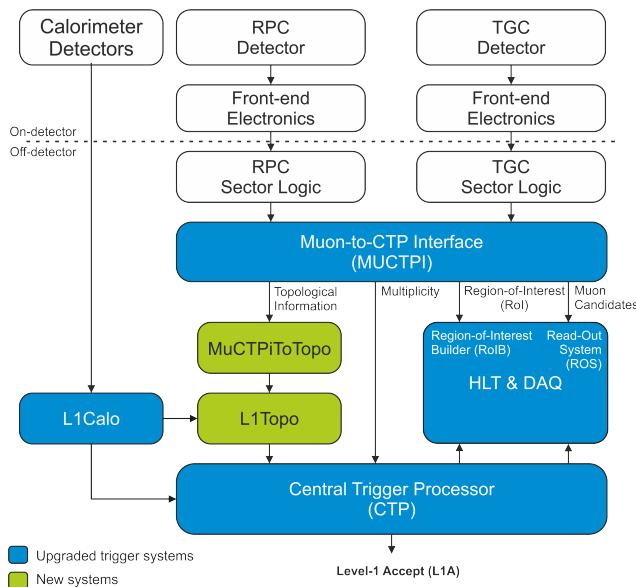 Calorimeter
Detectors
RPC
Detector
TGC
Detector
Front-end
Electronics
Front-end
Electronics
On-detector
Off-detector
RPC
Sector Logic
TGC
Sector Logic
Muon-to-CTP Interface
(MUCTPI)
Topological
Information
Multiplicity
Region-of-Interest
(RoI)
Muon
Candidates
MuCTPiToTopo
Region-of-Interest
Builder (RoIB)
Read-Out
System
(ROS)
HLT & DAQ
L1Calo
L1Topo
Central Trigger Processor
(CTP)
Upgraded trigger systems
New systems
Level-1 Accept (L1A)